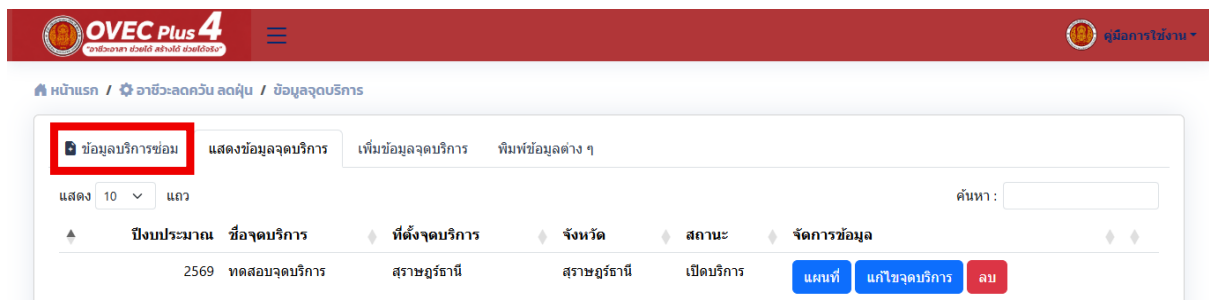 OVEC Plus 4
"อาชีวอาสา ช่วยได้ สร้างได้ ช่วยได้จริง"
คู่มือการใช้งาน
หน้าแรก / อาชีวะลดควัน ลดฝุ่น / ข้อมูลจุดบริการ
ข้อมูลบริการซ่อม แสดงข้อมูลจุดบริการ เพิ่มข้อมูลจุดบริการ พิมพ์ข้อมูลต่าง ๆ
แสดง 10 แถว ค้นหา :
ปีงบประมาณ ชื่อจุดบริการ ที่ตั้งจุดบริการ จังหวัด สถานะ จัดการข้อมูล
2569 ทดสอบจุดบริการ สุราษฎร์ธานี สุราษฎร์ธานี เปิดบริการ แผนที่ แก้ไขจุดบริการ ลบ